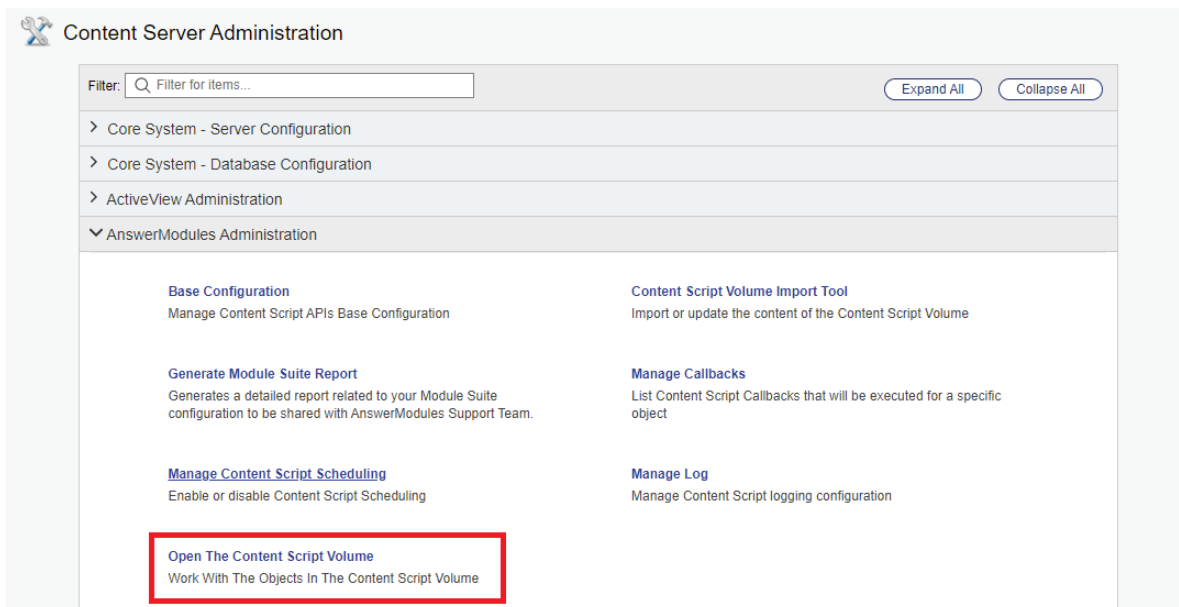 Content Server Administration
Filter: Filter for items...
Expand All
Collapse All
Core System - Server Configuration
Core System - Database Configuration
ActiveView Administration
AnswerModules Administration
Base Configuration
Manage Content Script APIs Base Configuration
Content Script Volume Import Tool
Import or update the content of the Content Script Volume
Generate Module Suite Report
Generates a detailed report related to your Module Suite
configuration to be shared with AnswerModules Support Team.
Manage Callbacks
List Content Script Callbacks that will be executed for a specific
object
Manage Content Script Scheduling
Enable or disable Content Script Scheduling
Manage Log
Manage Content Script logging configuration
Open The Content Script Volume
Work With The Objects In The Content Script Volume